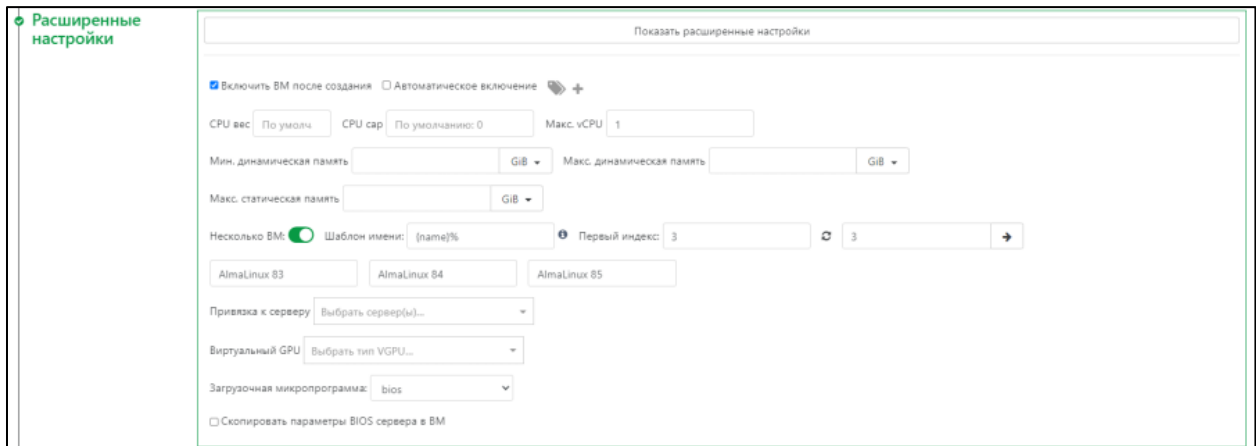 Расширенные
настройки
Показать расширенные настройки
Включить ВМ после создания Автоматическое включение
CPU вес По умолч CPU cap По умолчанию: 0 Макс. vCPU 1
Мин. динамическая память GiB Макс. динамическая память GiB
Макс. статическая память GiB
Несколько ВМ: Шаблон имени: {name}% Первый индекс: 3 3
AlmaLinux 83 AlmaLinux 84 AlmaLinux 85
Привязка к серверу Выбрать сервер(ы)...
Виртуальный GPU Выбрать тип VGPU...
Загрузочная микропрограмма: bios
Скопировать параметры BIOS сервера в ВМ